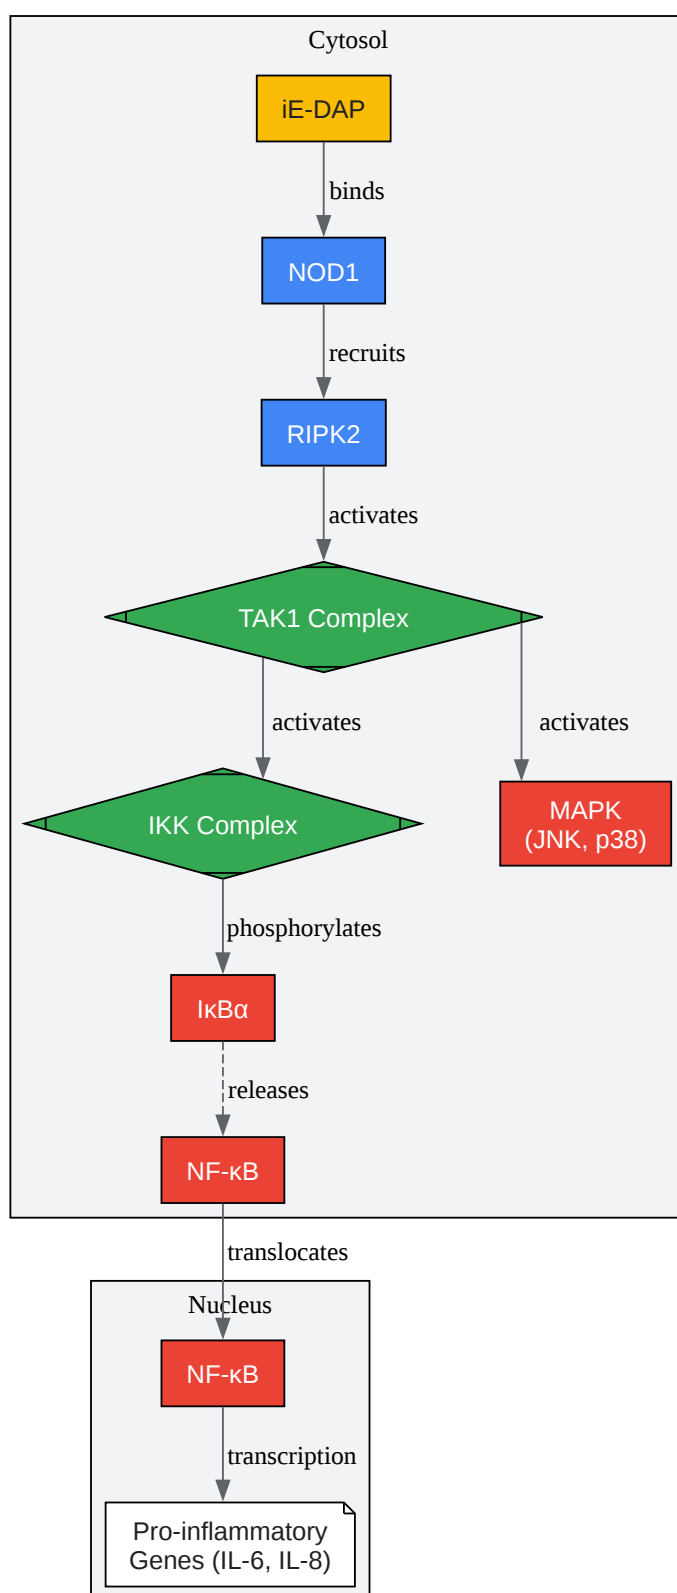 Cytosol
iE-DAP
binds
NOD1
recruits
RIPK2
activates
TAK1 Complex
activates
activates
IKK Complex
MAPK
(JNK, p38)
phosphorylates
IκBα
releases
NF-κB
translocates
Nucleus
NF-κB
transcription
Pro-inflammatory
Genes (IL-6, IL-8)